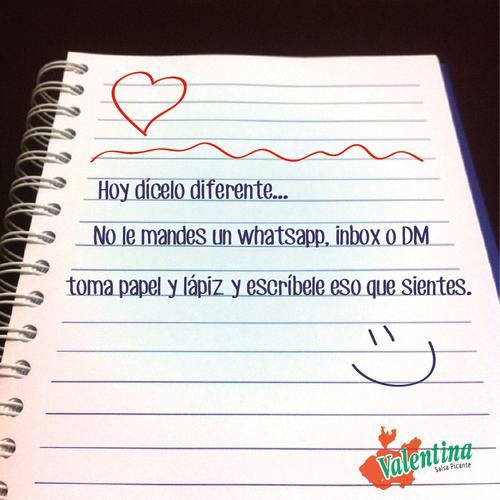 Hoy dícelo diferente...
No le mandes un whatsapp, inbox o DM
toma papel y lápiz y escríbele eso que sientes.
Valentina
Salsa Picante